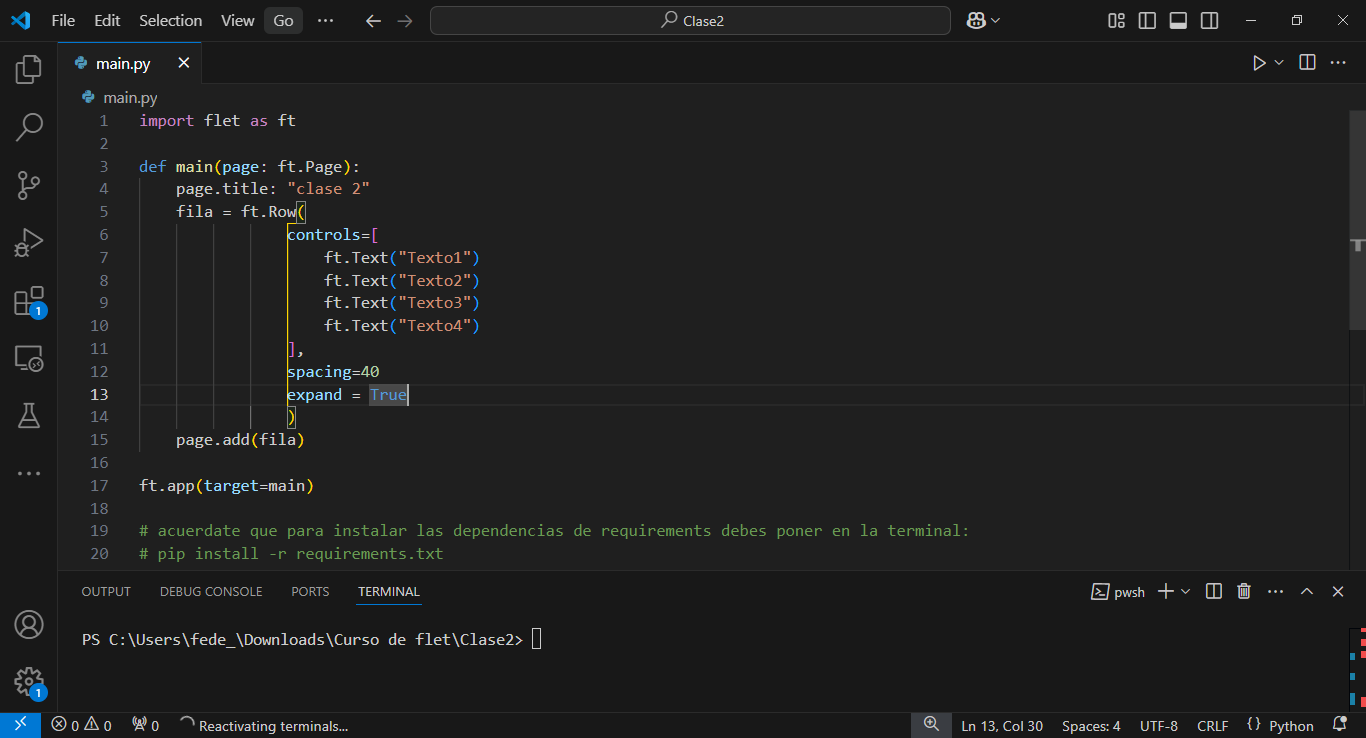 File Edit Selection View Go ··· Clase2
main.py
main.py
1 import flet as ft
2
3 def main(page: ft.Page):
4 page.title: "clase 2"
5 fila = ft.Row(
6 controls=[
7 ft.Text("Texto1")
8 ft.Text("Texto2")
9 ft.Text("Texto3")
10 ft.Text("Texto4")
11 ],
12 spacing=40
13 expand = True
14 )
15 page.add(fila)
16
17 ft.app(target=main)
18
19 # acuerdate que para instalar las dependencias de requirements debes poner en la terminal:
20 # pip install -r requirements.txt
1
OUTPUT DEBUG CONSOLE PORTS TERMINAL pwsh
PS C:\Users\fede_\Downloads\Curso de flet\Clase2>
1
0 0 0 Reactivating terminals... Ln 13, Col 30 Spaces: 4 UTF-8 CRLF {} Python